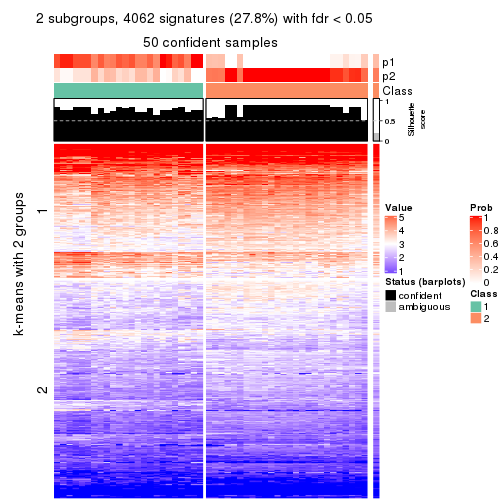 2 subgroups, 4062 signatures (27.8%) with fdr < 0.05
50 confident samples
p1
p2
Class
1
0.5
0
Silhouette
score
k-means with 2 groups
1
2
Value
5
4
3
2
1
Status (barplots)
confident
ambiguous
Prob
1
0.8
0.6
0.4
0.2
0
Class
1
2